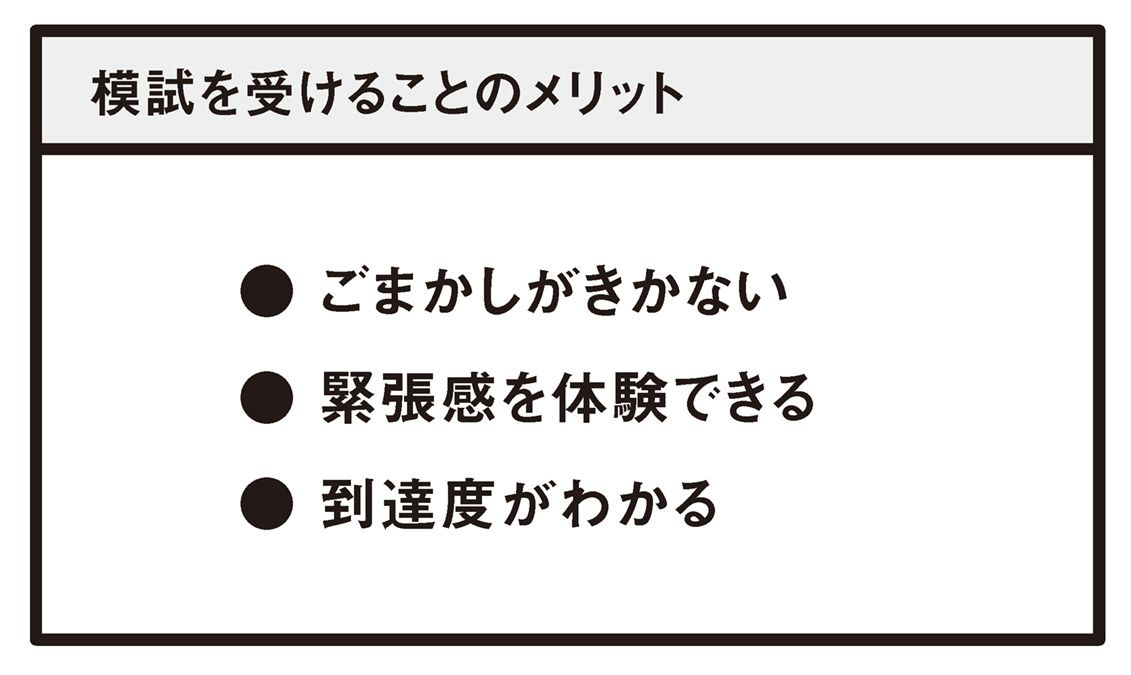 模試を受けることのメリット
● ごまかしがきかない
● 緊張感を体験できる
● 到達度がわかる